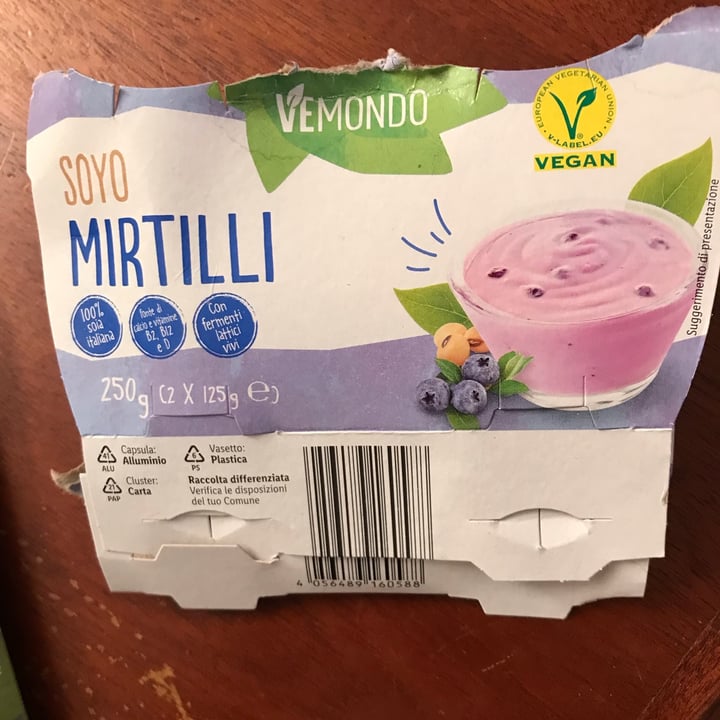 VEMONDO
EUROPEAN VEGETARIAN UNION
• V-LABEL.EU •
VEGAN
SOYO
MIRTILLI
100%
soia
italiana
Fonte di
calcio e vitamine
B2, B12
e D
Con
fermenti
lattici
vivi
Suggerimento di presentazione
250g (2 X 125g ℮)
41
ALU
Capsula:
Alluminio
6
PS
Vasetto:
Plastica
21
PAP
Cluster:
Carta
Raccolta differenziata
Verifica le disposizioni
del tuo Comune
4 056489 160588